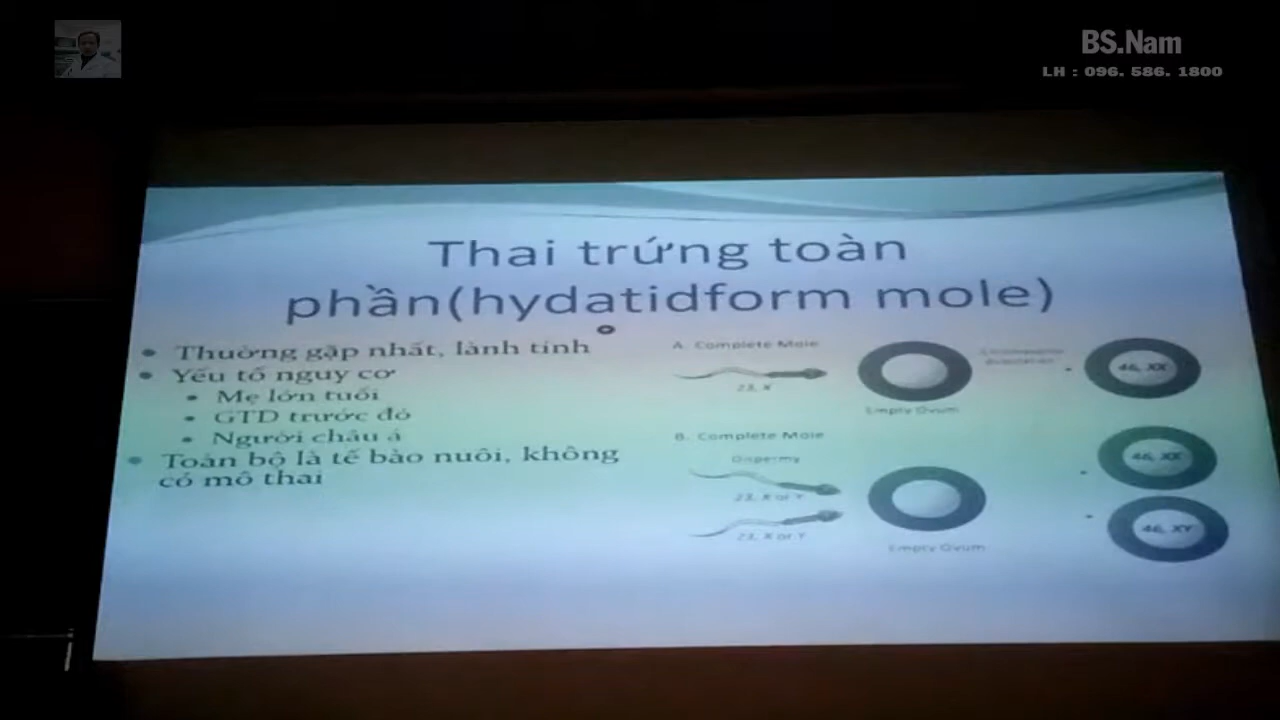 BS.Nam
LH : 096. 586. 1800
Thai trứng toàn
phần(hydatidform mole)
Thường gặp nhất, lành tính
Yếu tố nguy cơ
Mẹ lớn tuổi
GTD trước đó
Người châu á
Toàn bộ là tế bào nuôi, không
có mô thai
A. Complete Mole
23, X
Empty Ovum
46, XX
B. Complete Mole
Dispermy
23, X or Y
23, X or Y
Empty Ovum
46, XX
46, XY